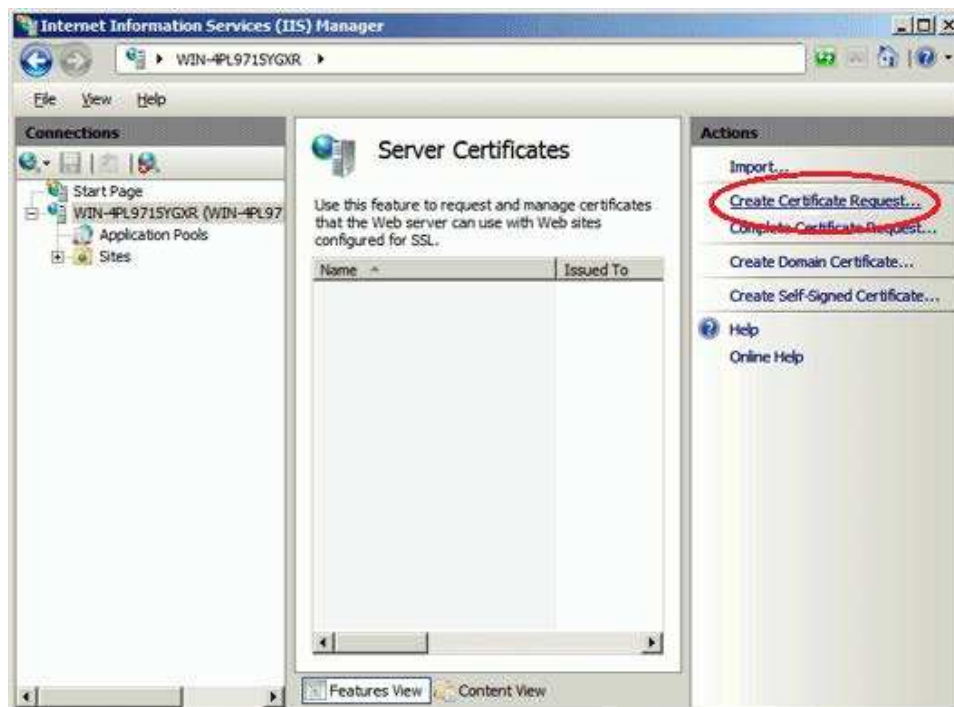 Internet Information Services (IIS) Manager
WIN-4PL9715YGXR
File View Help
Connections
Start Page
WIN-4PL9715YGXR (WIN-4PL97
Application Pools
Sites
Server Certificates
Use this feature to request and manage certificates
that the Web server can use with Web sites
configured for SSL.
Name Issued To
Features View Content View
Actions
Import...
Create Certificate Request...
Complete Certificate Request...
Create Domain Certificate...
Create Self-Signed Certificate...
Help
Online Help